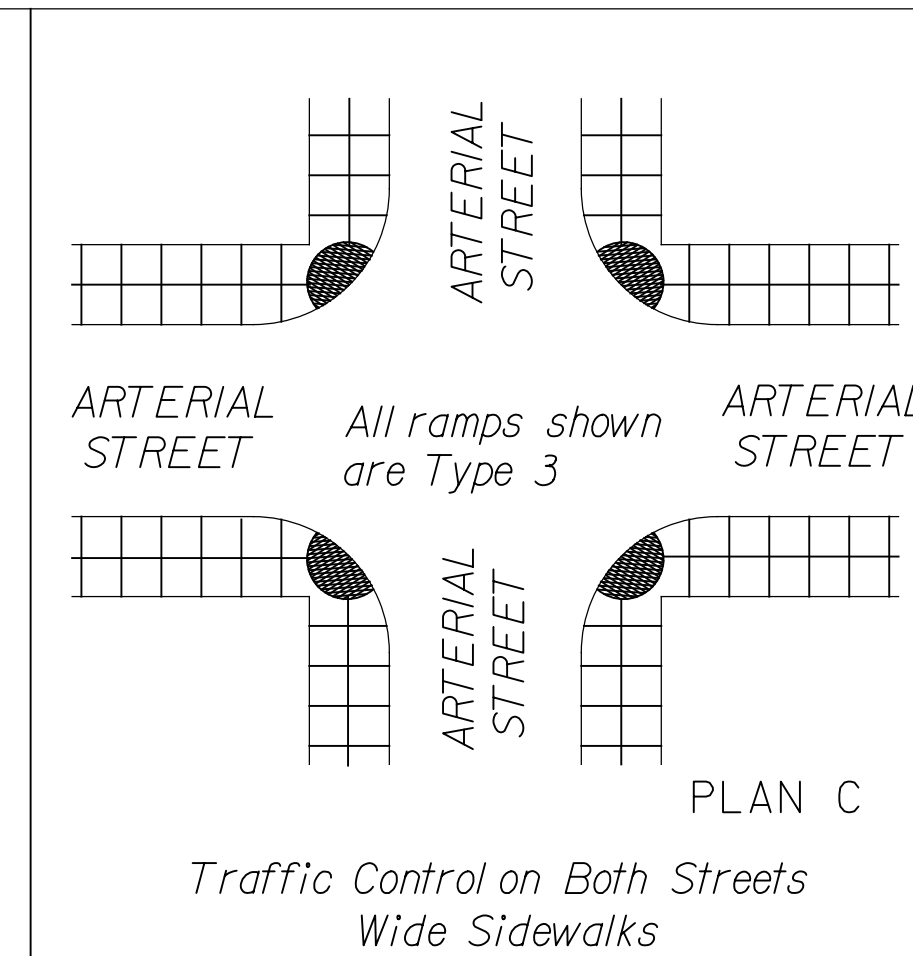 ARTERIAL
STREET
ARTERIAL
STREET
All ramps shown
are Type 3
ARTERIAL
STREET
ARTERIAL
STREET
PLAN C
Traffic Control on Both Streets
Wide Sidewalks